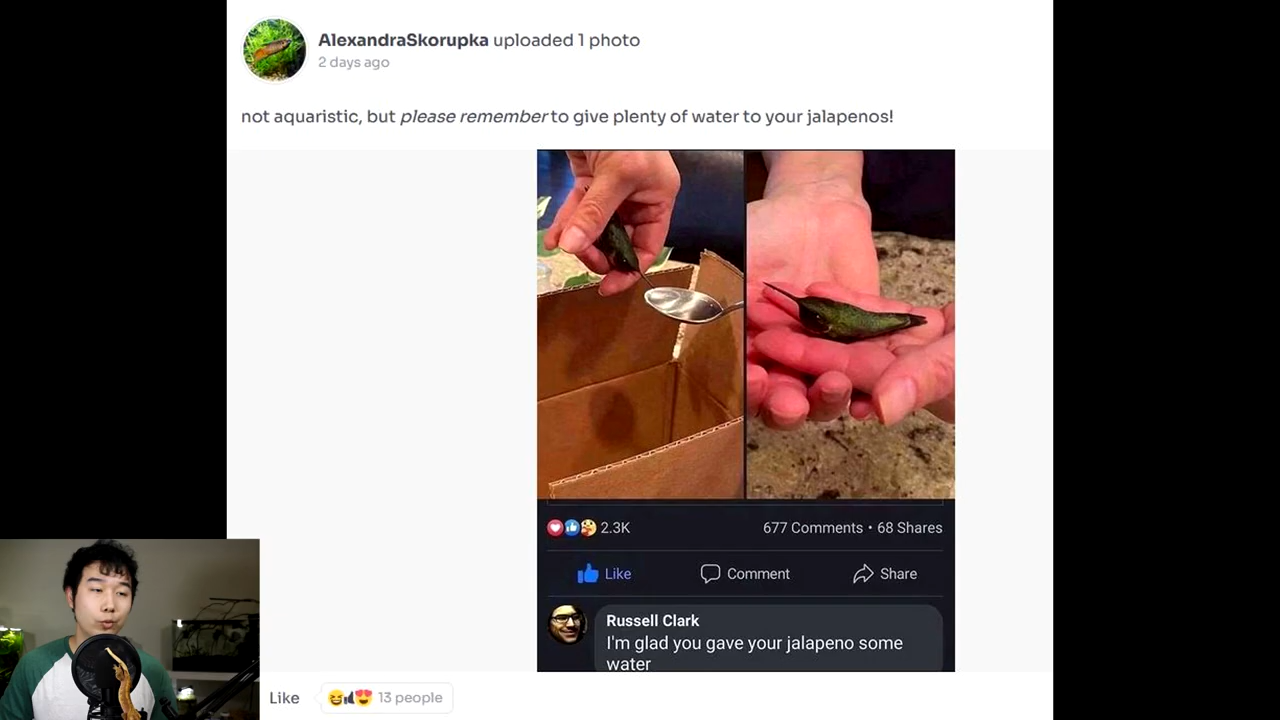 AlexandraSkorupka uploaded 1 photo
2 days ago
not aquaristic, but please remember to give plenty of water to your jalapenos!
2.3K
677 Comments • 68 Shares
Like
Comment
Share
Russell Clark
I'm glad you gave your jalapeno some
water
Like
13 people